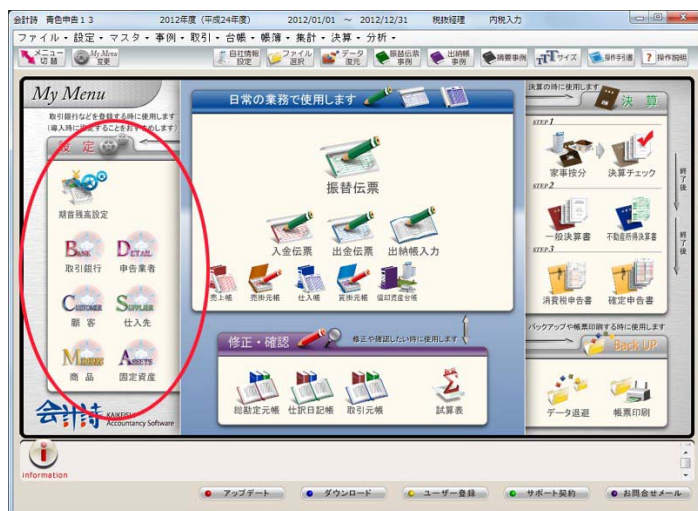 会計詩 青色申告13 2012年度(平成24年度) 2012/01/01 ～ 2012/12/31 税抜経理 内税入力
ファイル・設定・マスタ・事例・取引・台帳・帳簿・集計・決算・分析・
メニュー切替 My Menu変更 自社情報設定 ファイル選択 データ復元 振替伝票事例 出納帳事例 摘要事例 TTTサイズ 操作手引書 ? 操作説明
My Menu
取引銀行などを登録する時に使用します
(導入時に設定することをおすすめします)
設定
期首残高設定
BANK DETAIL
取引銀行 申告業者
CUSTOMER SUPPLIER
顧客 仕入先
商品 固定資産
ASSETS
会計詩 KAIKEISHI
Accountancy Software
日常の業務で使用します
振替伝票
入金伝票 出金伝票 出納帳入力
売上帳 売掛元帳 仕入帳 買掛元帳 償却資産台帳
修正・確認 修正や確認したい時に使用します
総勘定元帳 仕訳日記帳 取引元帳 試算表
決算の時に使用します
決算
STEP 1
家事按分 決算チェック
終了後
STEP 2
一般決算書 不動産所得決算書
終了後
STEP 3
消費税申告書 確定申告書
バックアップや帳票印刷する時に使用します
Back UP
データ退避 帳票印刷
information
アップデート ダウンロード ユーザー登録 サポート契約 お問合せメール